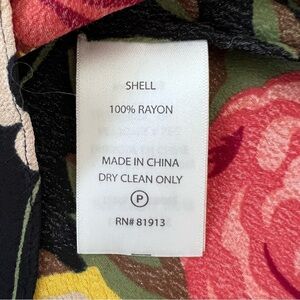 SHELL
100% RAYON
MADE IN CHINA
DRY CLEAN ONLY
P
RN# 81913